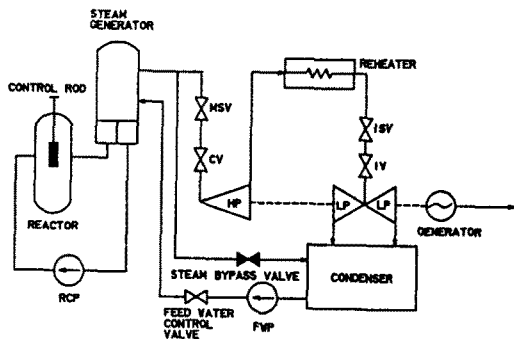 STEAM
GENERATOR
CONTROL ROD
REACTOR
RCP
MSV
CV
HP
REHEATER
ISV
IV
LP
LP
GENERATOR
STEAM BYPASS VALVE
CONDENSER
FEED WATER
CONTROL
VALVE
FWP